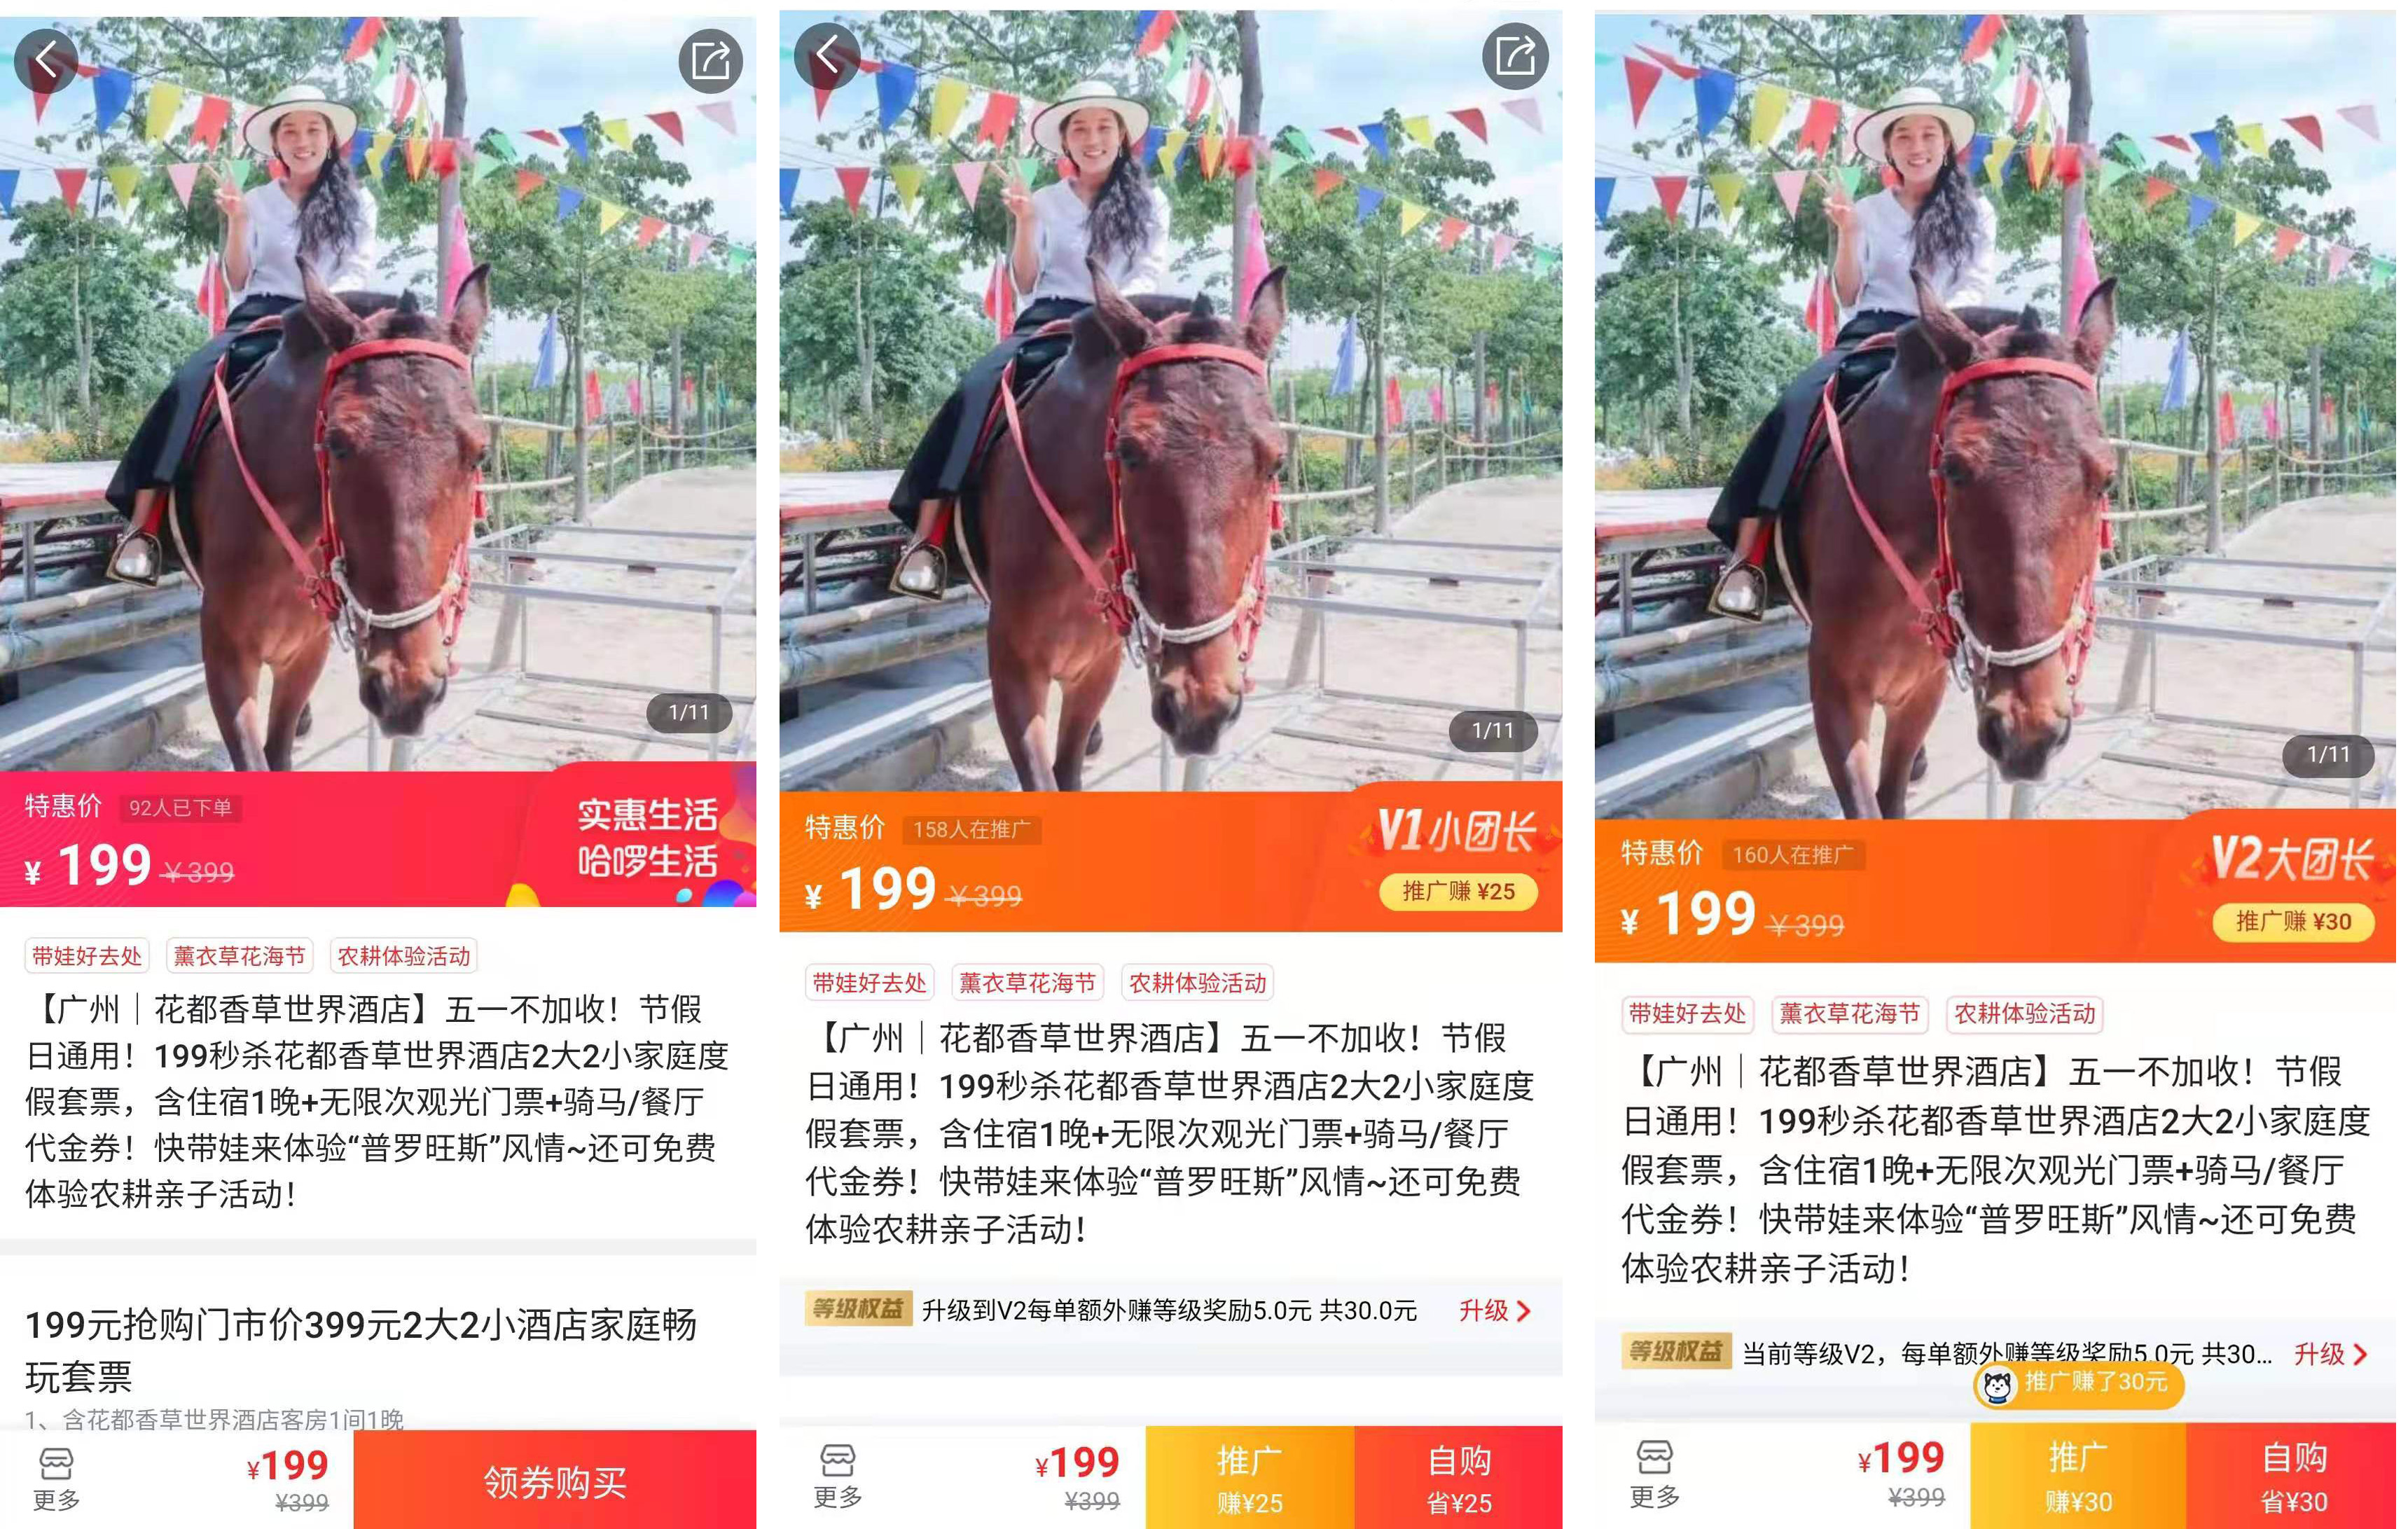 1/11
特惠价 92人已下单
¥ 199 ¥399
实惠生活
哈啰生活
带娃好去处 薰衣草花海节 农耕体验活动
【广州｜花都香草世界酒店】五一不加收！节假
日通用！199秒杀花都香草世界酒店2大2小家庭度
假套票，含住宿1晚+无限次观光门票+骑马/餐厅
代金券！快带娃来体验“普罗旺斯”风情~还可免费
体验农耕亲子活动！
199元抢购门市价399元2大2小酒店家庭畅
玩套票
1、含花都香草世界酒店客房1间1晚
更多
¥199
¥399
领券购买
1/11
特惠价 158人在推广
¥ 199 ¥399
V1小团长
推广赚 ¥25
带娃好去处 薰衣草花海节 农耕体验活动
【广州｜花都香草世界酒店】五一不加收！节假
日通用！199秒杀花都香草世界酒店2大2小家庭度
假套票，含住宿1晚+无限次观光门票+骑马/餐厅
代金券！快带娃来体验“普罗旺斯”风情~还可免费
体验农耕亲子活动！
等级权益 升级到V2每单额外赚等级奖励5.0元 共30.0元 升级
更多
¥199
¥399
推广
赚¥25
自购
省¥25
1/11
特惠价 160人在推广
¥ 199 ¥399
V2大团长
推广赚 ¥30
带娃好去处 薰衣草花海节 农耕体验活动
【广州｜花都香草世界酒店】五一不加收！节假
日通用！199秒杀花都香草世界酒店2大2小家庭度
假套票，含住宿1晚+无限次观光门票+骑马/餐厅
代金券！快带娃来体验“普罗旺斯”风情~还可免费
体验农耕亲子活动！
等级权益 当前等级V2，每单额外赚等级奖励5.0元 共30... 升级
推广赚了30元
更多
¥199
¥399
推广
赚¥30
自购
省¥30